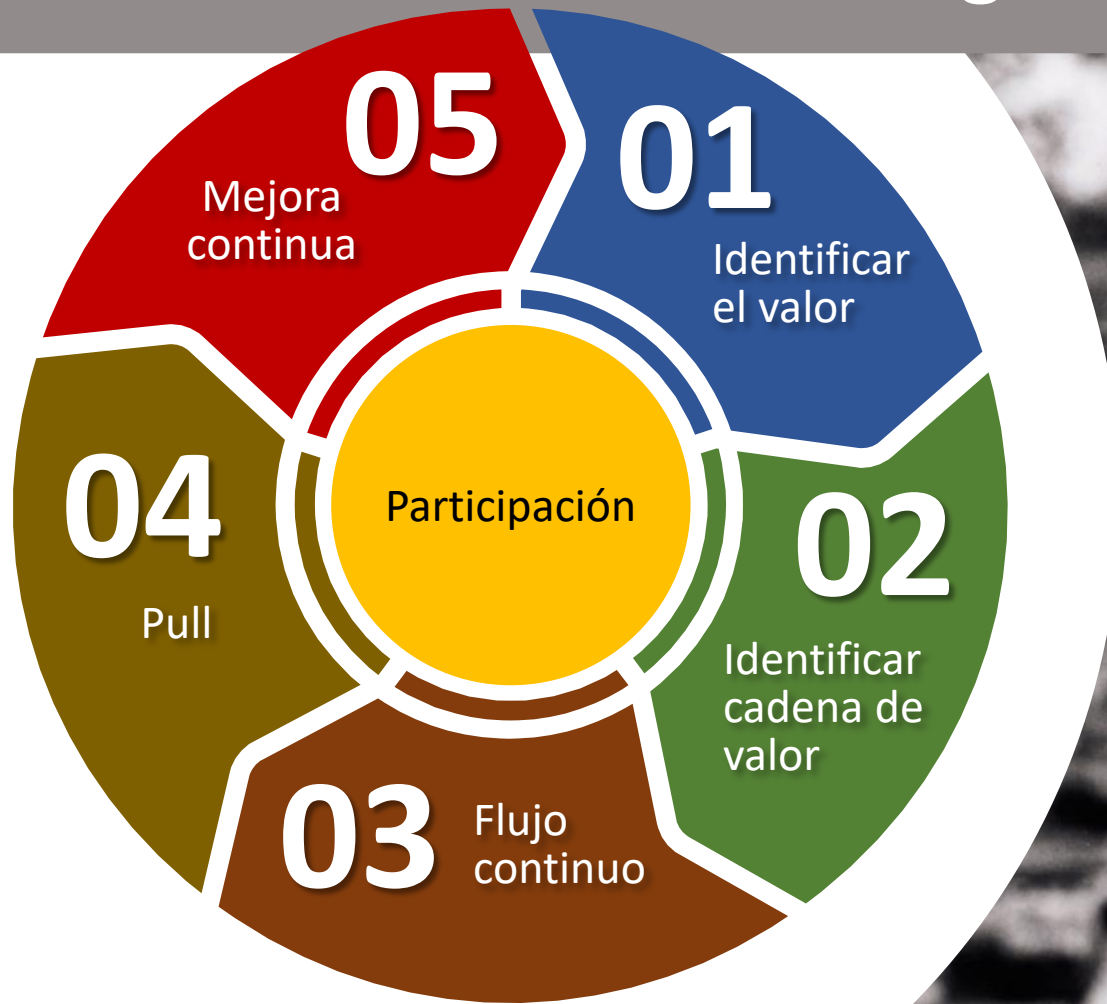 01
Identificar
el valor
02
Identificar
cadena de
valor
03
Flujo
continuo
04
Pull
05
Mejora
continua
Participación